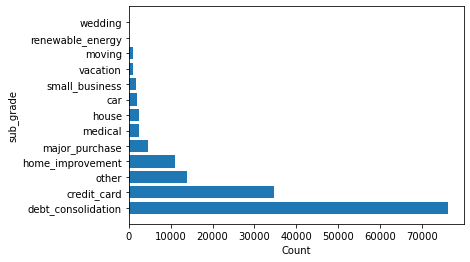 wedding
renewable_energy
moving
vacation
small_business
car
house
medical
major_purchase
home_improvement
other
credit_card
debt_consolidation
sub_grade
0 10000 20000 30000 40000 50000 60000 70000
Count